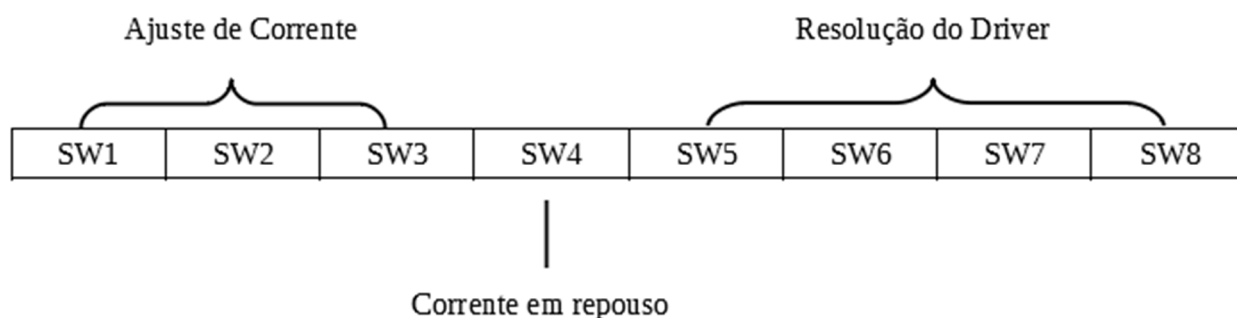 Ajuste de Corrente Resolução do Driver
SW1 SW2 SW3 SW4 SW5 SW6 SW7 SW8
Corrente em repouso